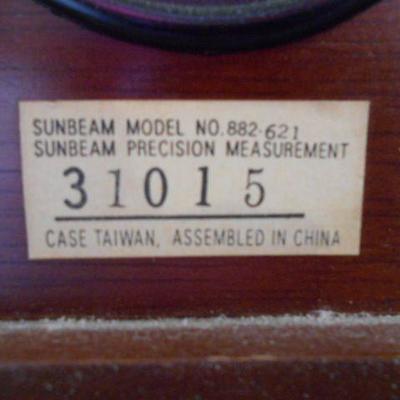 SUNBEAM MODEL NO.882-621
SUNBEAM PRECISION MEASUREMENT
31015
CASE TAIWAN, ASSEMBLED IN CHINA